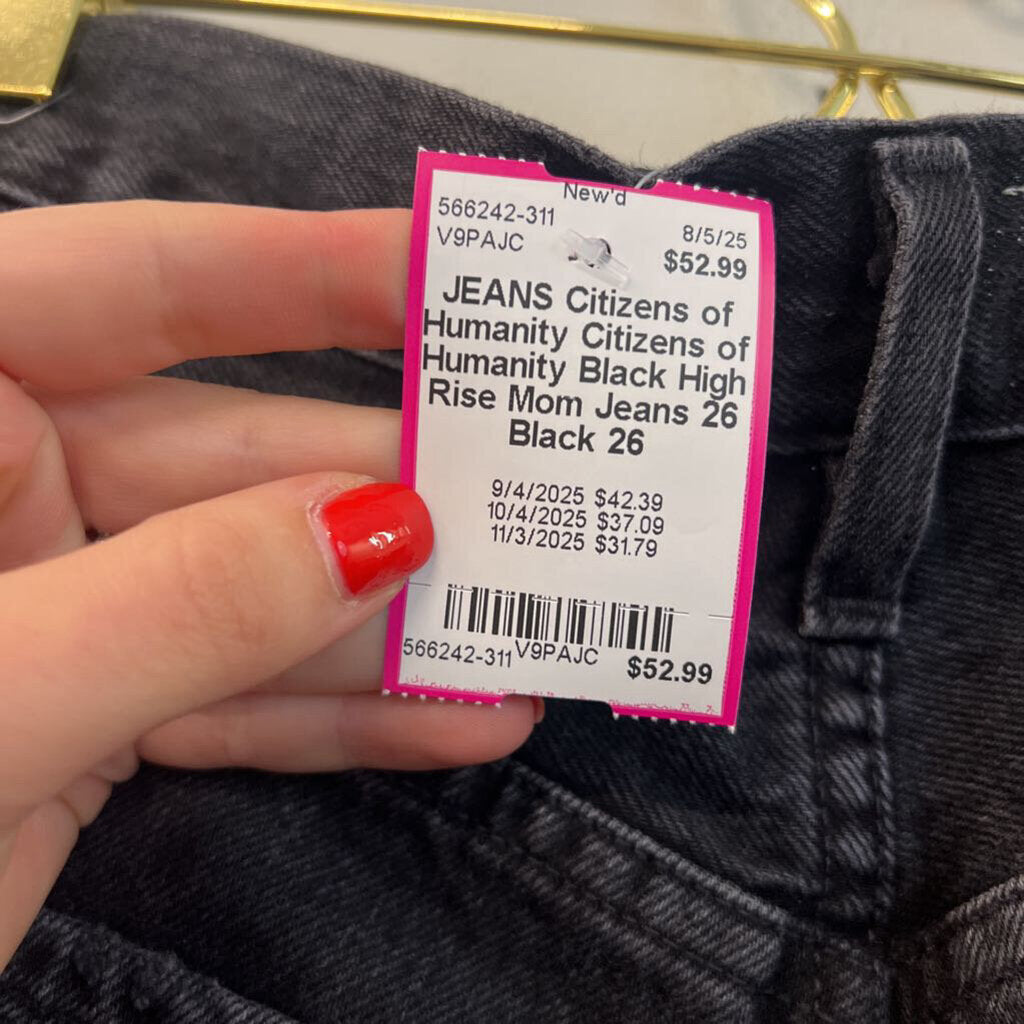 New'd
566242-311
8/5/25
V9PAJC
$52.99
JEANS Citizens of
Humanity Citizens of
Humanity Black High
Rise Mom Jeans 26
Black 26
9/4/2025 $42.39
10/4/2025 $37.09
11/3/2025 $31.79
566242-311 V9PAJC $52.99